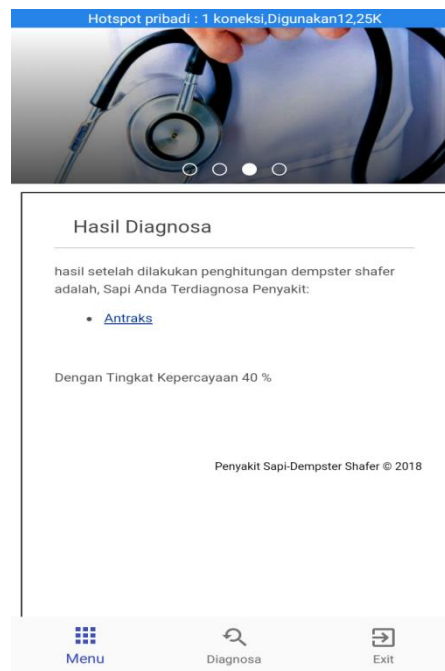 Hotspot pribadi : 1 koneksi,Digunakan12,25K
Hasil Diagnosa
hasil setelah dilakukan penghitungan dempster shafer
adalah, Sapi Anda Terdiagnosa Penyakit:
• Antraks
Dengan Tingkat Kepercayaan 40 %
Penyakit Sapi-Dempster Shafer © 2018
Menu
Diagnosa
Exit